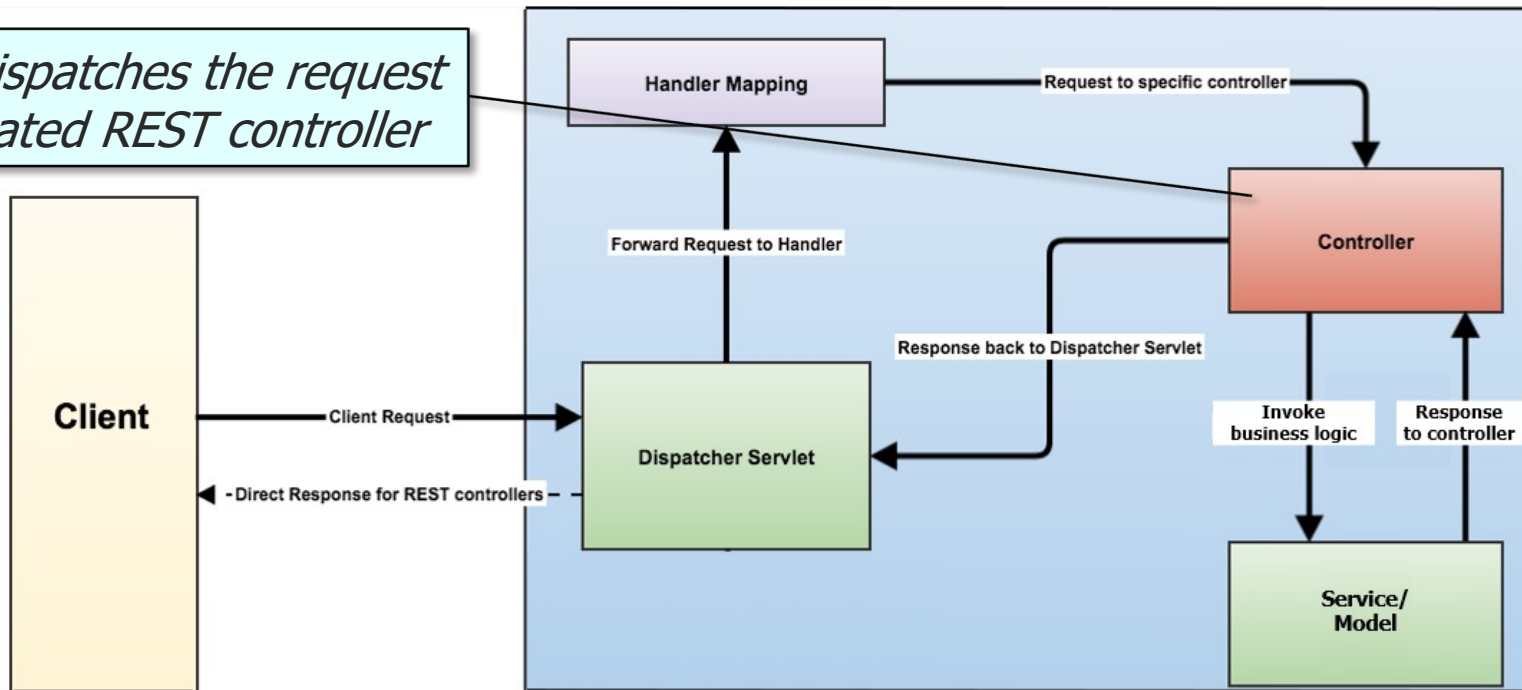 ispatches the request
ated REST controller
Handler Mapping
Request to specific controller
Forward Request to Handler
Controller
Response back to Dispatcher Servlet
Client
Client Request
Dispatcher Servlet
Direct Response for REST controllers
Invoke
business logic
Response
to controller
Service/
Model